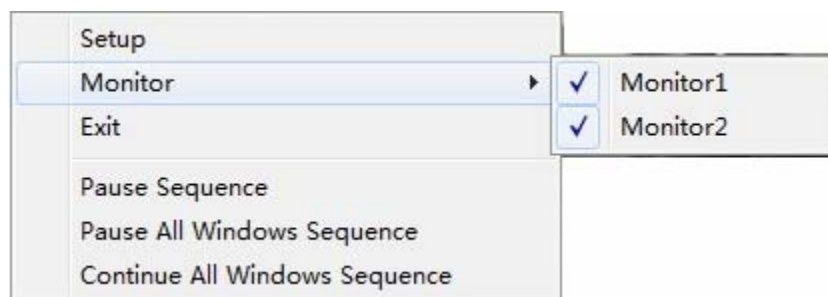 Setup
Monitor
Monitor1
Exit
Monitor2
Pause Sequence
Pause All Windows Sequence
Continue All Windows Sequence